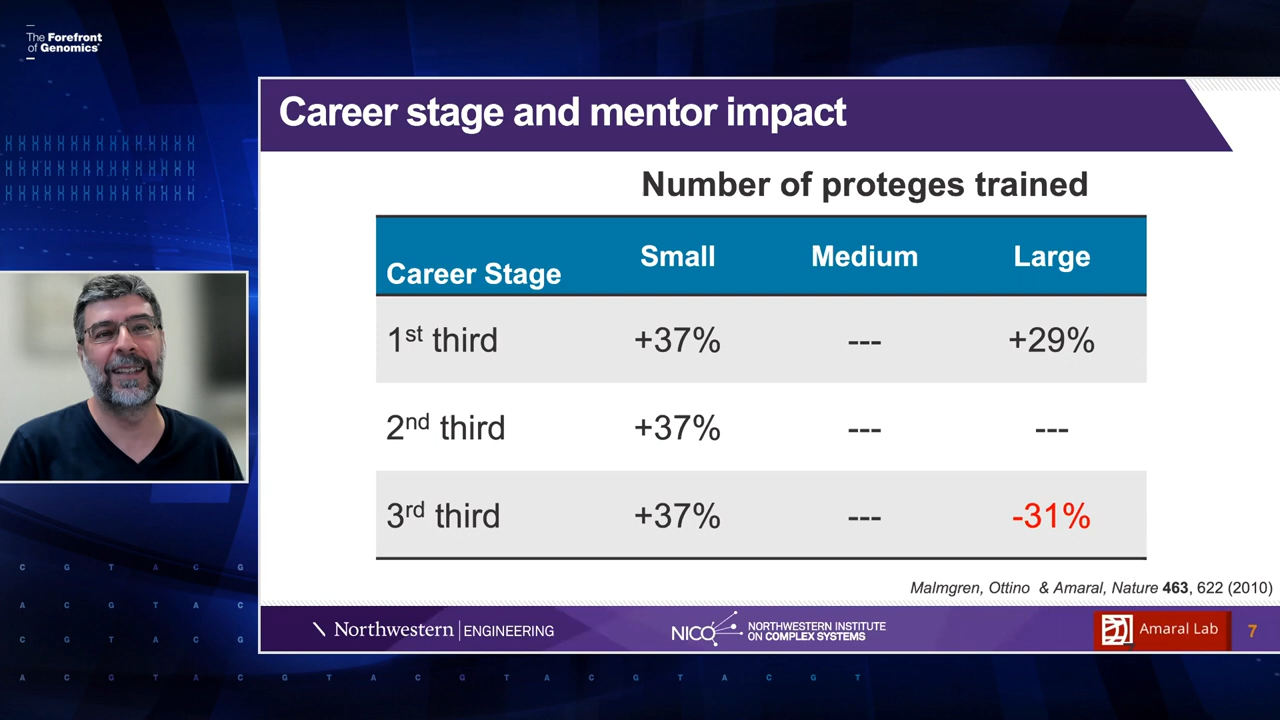 The Forefront
of Genomics
Career stage and mentor impact
Number of proteges trained
Career Stage Small Medium Large
1st third +37% --- +29%
2nd third +37% --- ---
3rd third +37% --- -31%
Malmgren, Ottino & Amaral, Nature 463, 622 (2010)
Northwestern | ENGINEERING
NICO NORTHWESTERN INSTITUTE
ON COMPLEX SYSTEMS
Amaral Lab 7
C G T A C G
A C G T A C
C G T A C G
A C G T A C G T A C G T A C G T A C G T